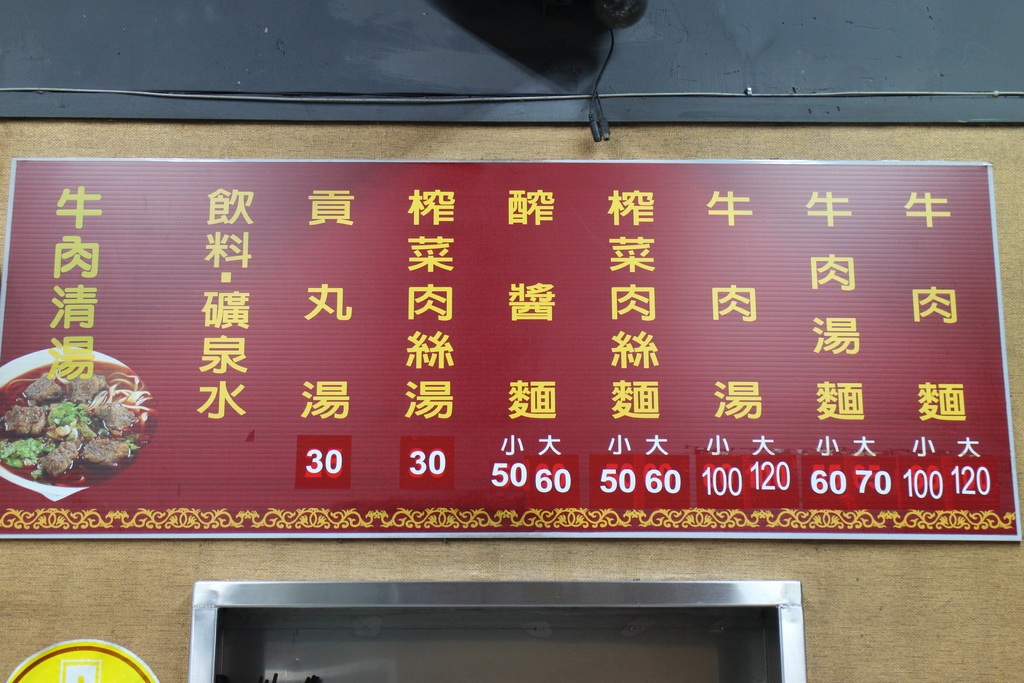 牛肉麵 小 大 100 120
牛肉湯麵 小 大 60 70
牛肉湯 小 大 100 120
榨菜肉絲麵 小 大 50 60
醡醬麵 小 大 50 60
榨菜肉絲湯 30
貢丸湯 30
飲料·礦泉水
牛肉清湯